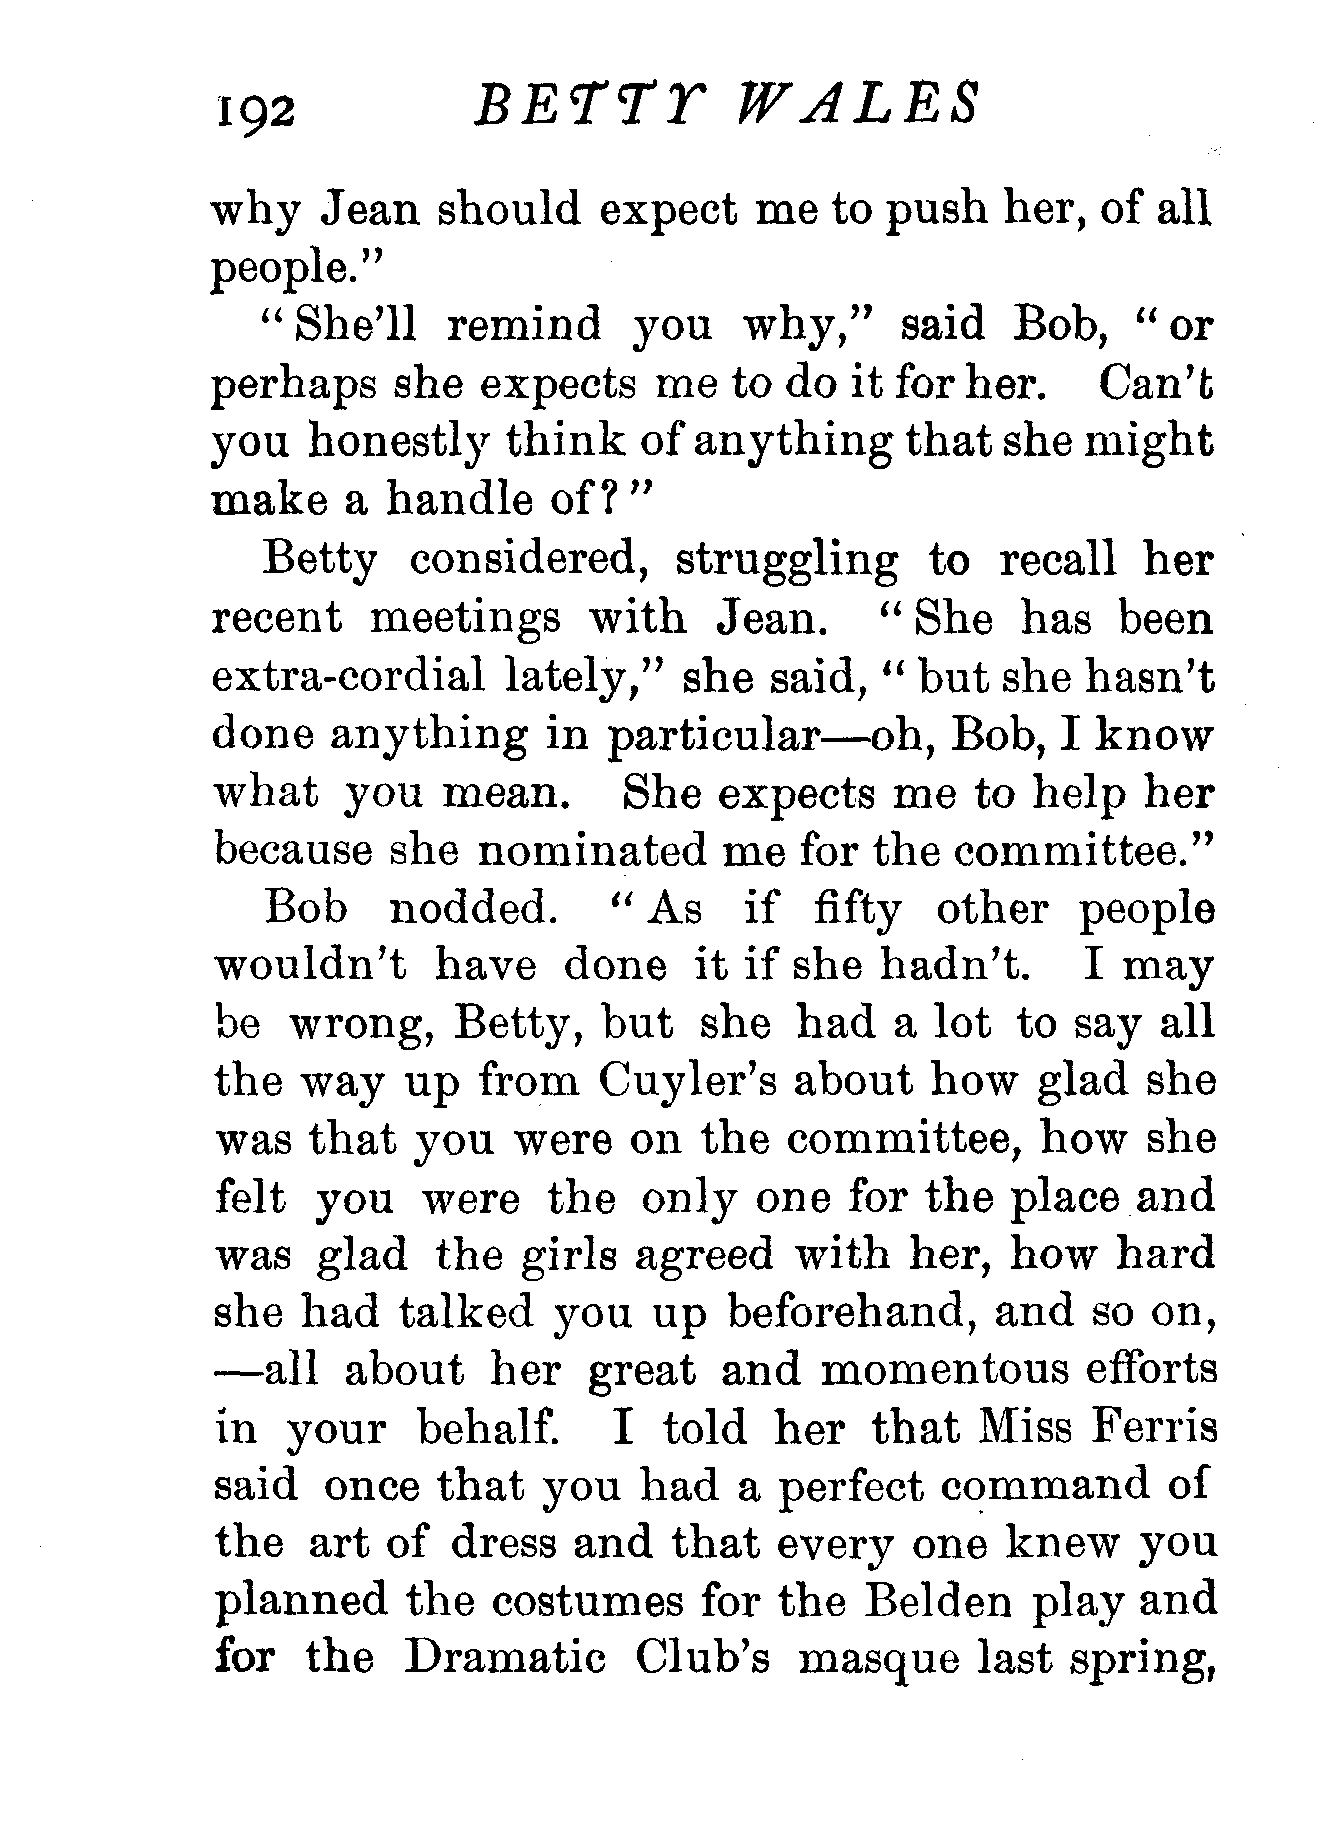 192 BETTY WALES
why Jean should expect me to push her, of all
people."
"She'll remind you why," said Bob, "or
perhaps she expects me to do it for her. Can't
you honestly think of anything that she might
make a handle of?"
Betty considered, struggling to recall her
recent meetings with Jean. "She has been
extra-cordial lately," she said, "but she hasn't
done anything in particular—oh, Bob, I know
what you mean. She expects me to help her
because she nominated me for the committee."
Bob nodded. "As if fifty other people
wouldn't have done it if she hadn't. I may
be wrong, Betty, but she had a lot to say all
the way up from Cuyler's about how glad she
was that you were on the committee, how she
felt you were the only one for the place and
was glad the girls agreed with her, how hard
she had talked you up beforehand, and so on,
—all about her great and momentous efforts
in your behalf. I told her that Miss Ferris
said once that you had a perfect command of
the art of dress and that every one knew you
planned the costumes for the Belden play and
for the Dramatic Club's masque last spring,